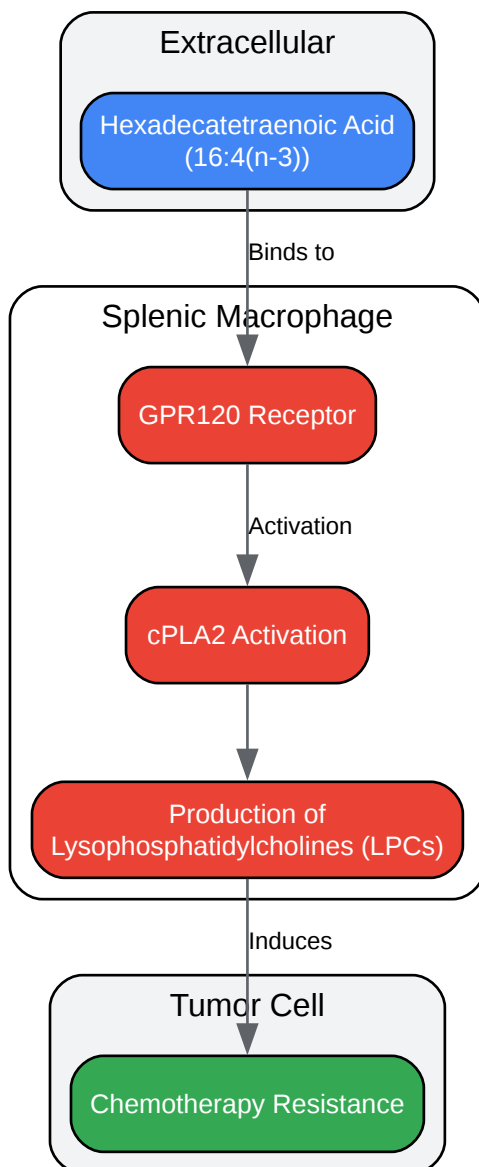 Extracellular
Hexadecatetraenoic Acid
(16:4(n-3))
Binds to
Splenic Macrophage
GPR120 Receptor
Activation
cPLA2 Activation
Production of
Lysophosphatidylcholines (LPCs)
Induces
Tumor Cell
Chemotherapy Resistance